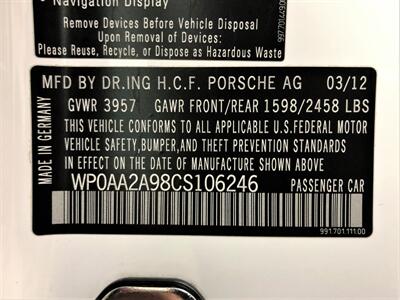 • Navigation Display
Remove Devices Before Vehicle Disposal
Upon Removal of Devices:
Please Reuse, Recycle, or Dispose as Hazardous Waste
MFD BY DR.ING H.C.F. PORSCHE AG 03/12
GVWR 3957 GAWR FRONT/REAR 1598/2458 LBS
THIS VEHICLE CONFORMS TO ALL APPLICABLE U.S.FEDERAL MOTOR
VEHICLE SAFETY,BUMPER,AND THEFT PREVENTION STANDARDS
IN EFFECT ON THE DATE OF MANUFACTURE SHOWN ABOVE.
WP0AA2A98CS106246 PASSENGER CAR
991.701.111.00
MADE IN GERMANY